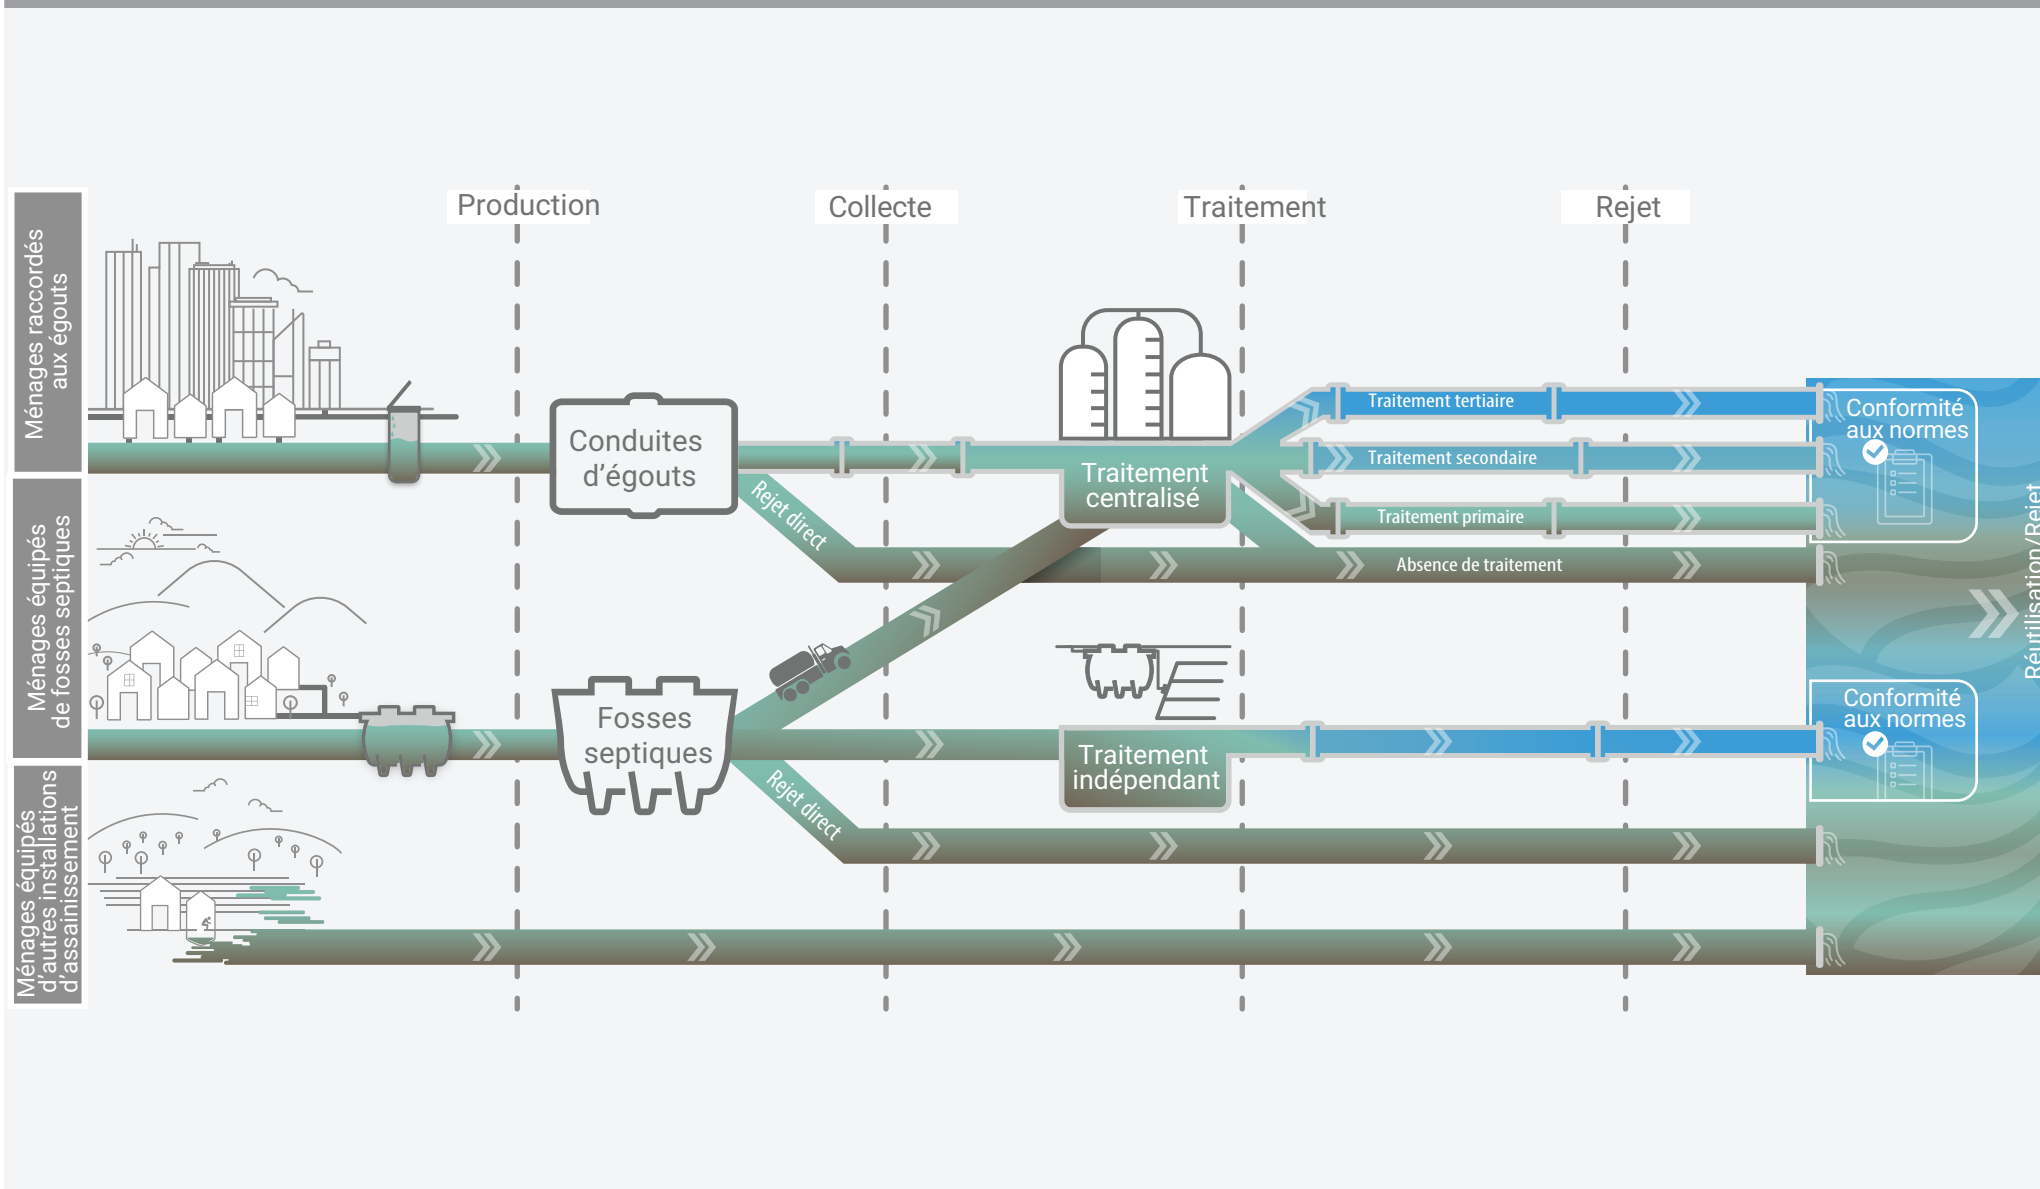 Production
Collecte
Traitement
Rejet
Ménages raccordés
aux égouts
Conduites
d’égouts
Rejet direct
Traitement
centralisé
Traitement tertiaire
Traitement secondaire
Traitement primaire
Absence de traitement
Conformité
aux normes
Ménages équipés
de fosses septiques
Fosses
septiques
Rejet direct
Traitement
indépendant
Conformité
aux normes
Réutilisation/Rejet
Ménages équipés
d’autres installations
d’assainissement